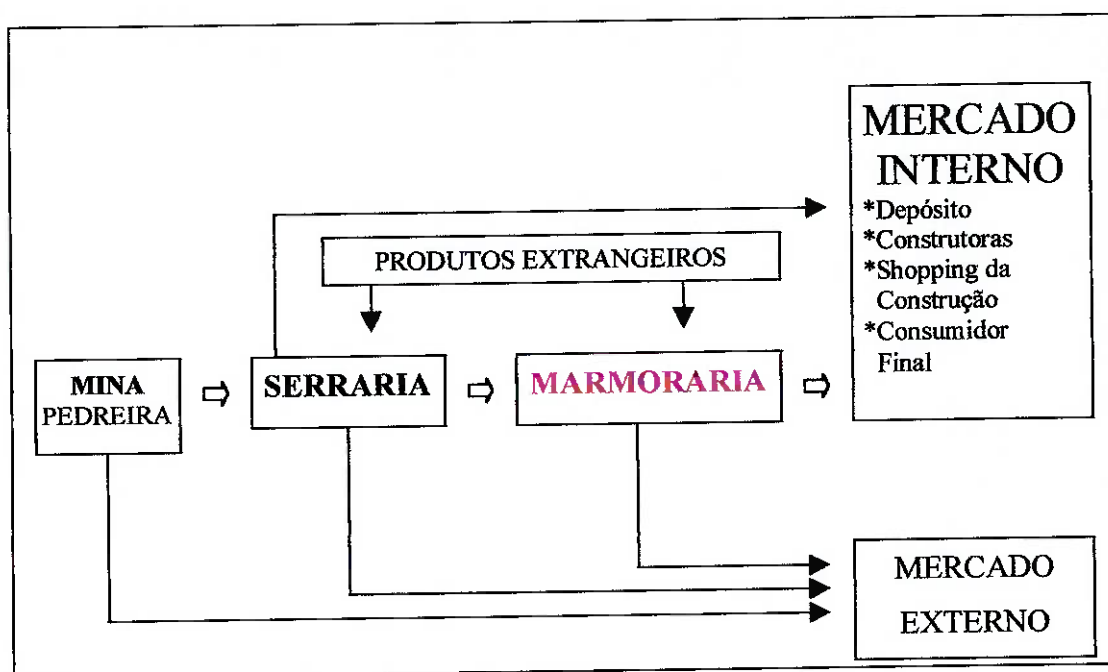 MERCADO
INTERNO
*Depósito
*Construtoras
*Shopping da
Construção
*Consumidor
Final
PRODUTOS EXTRANGEIROS
MINA
PEDREIRA
SERRARIA
MARMORARIA
MERCADO
EXTERNO